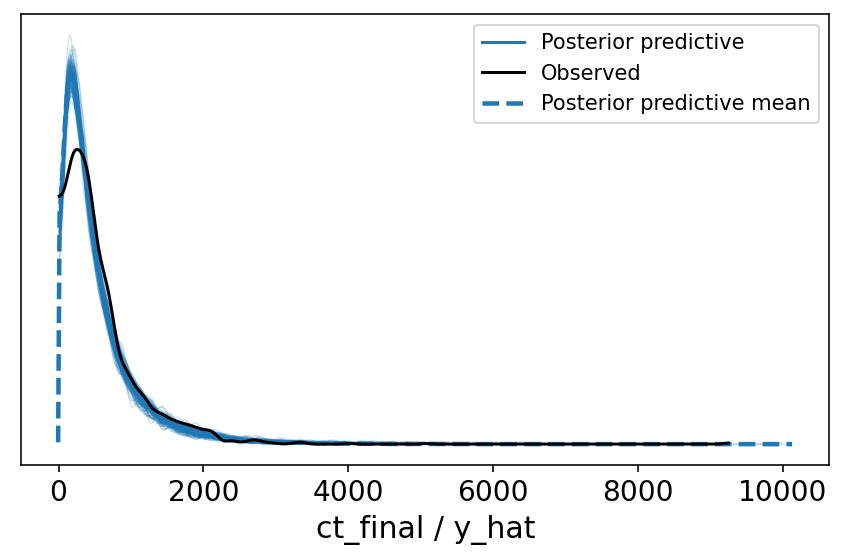 Posterior predictive
Observed
Posterior predictive mean
0 2000 4000 6000 8000 10000
ct_final / y_hat